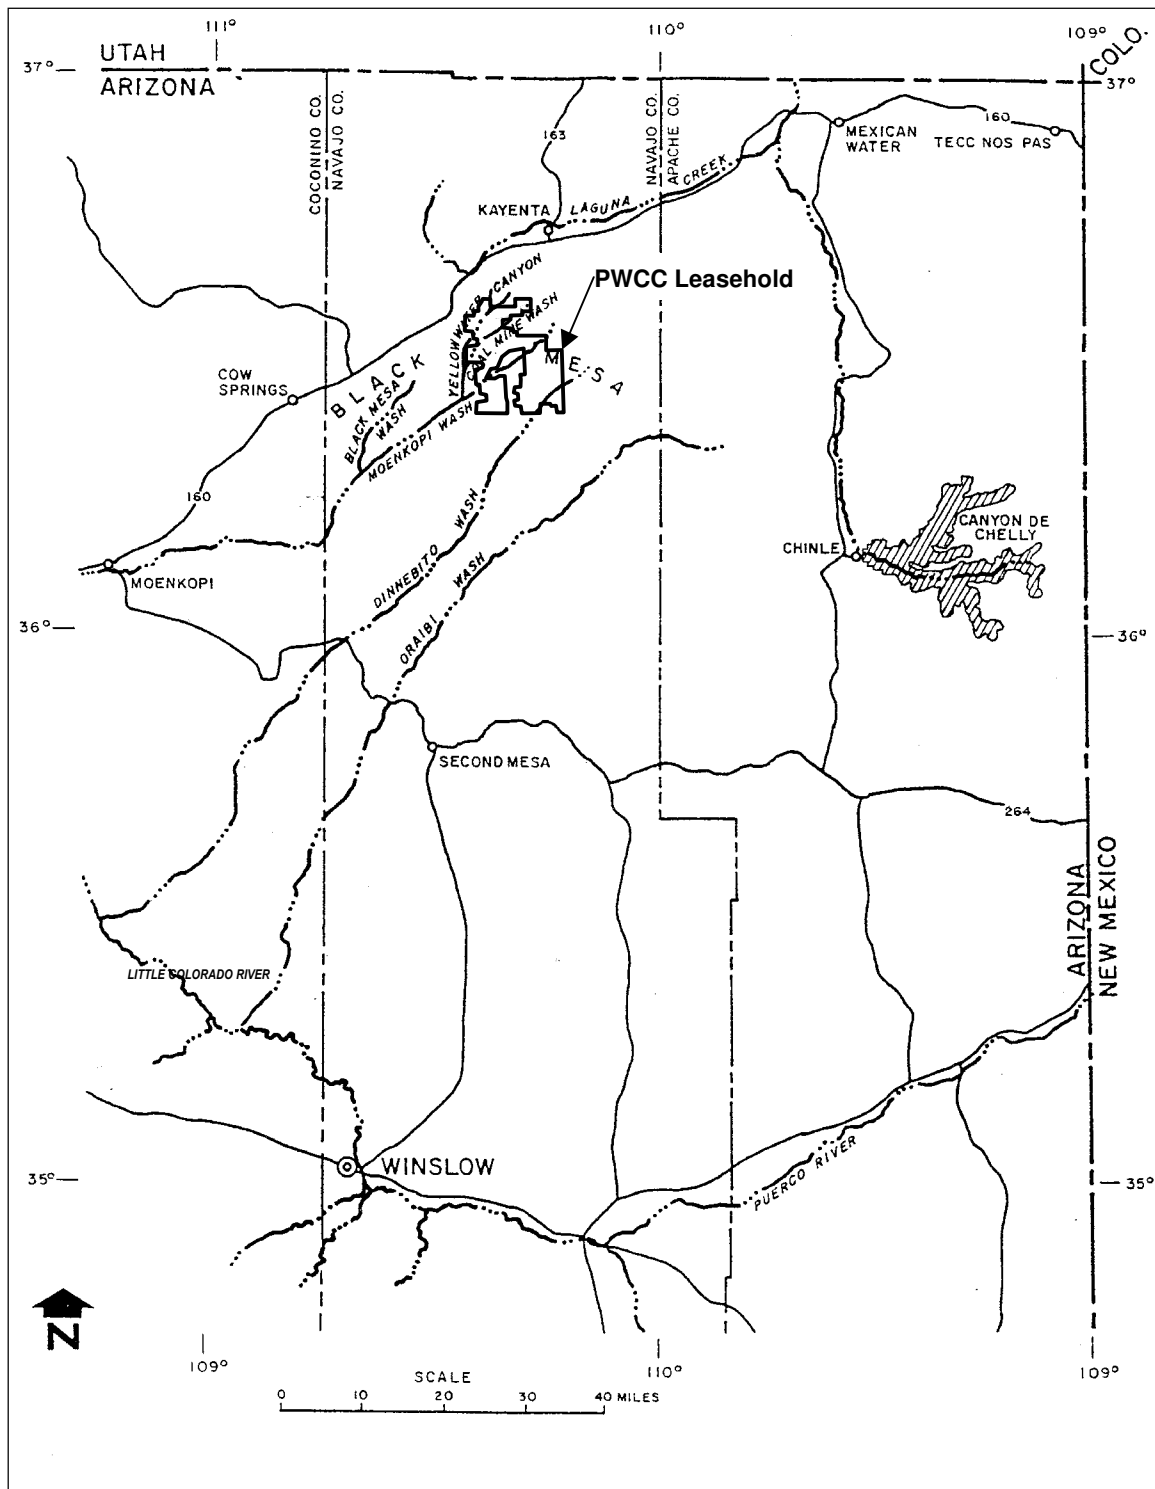 111°
110°
109°
COLO.
UTAH
37°
37°
ARIZONA
COCONINO CO.
NAVAJO CO.
163
NAVAJO CO.
APACHE CO.
160
MEXICAN
WATER
TECC NOS PAS
KAYENTA
LAGUNA CREEK
YELLOW WATER CANYON
COAL MINE WASH
PWCC Leasehold
BLACK MESA
COW
SPRINGS
BLACK MESA
WASH
MOENKOPI WASH
160
MOENKOPI
DINNEBITO WASH
ORAIBI WASH
CANYON DE
CHELLY
CHINLE
36°
36°
SECOND MESA
264
ARIZONA
NEW MEXICO
LITTLE COLORADO RIVER
WINSLOW
PUERCO RIVER
35°
35°
N
109°
110°
109°
SCALE
0 10 20 30 40 MILES